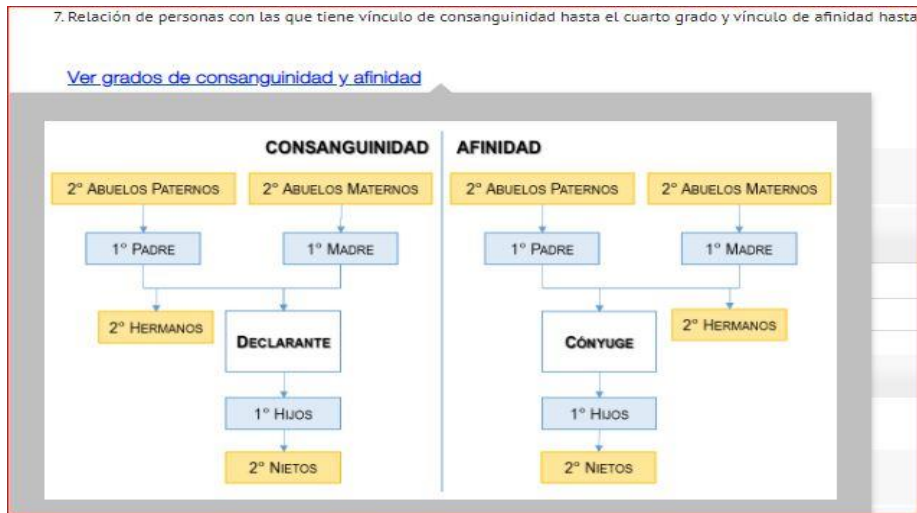 7. Relación de personas con las que tiene vínculo de consanguinidad hasta el cuarto grado y vínculo de afinidad hasta
Ver grados de consanguinidad y afinidad
CONSANGUINIDAD AFINIDAD
2° ABUELOS PATERNOS 2° ABUELOS MATERNOS 2° ABUELOS PATERNOS 2° ABUELOS MATERNOS
1° PADRE 1° MADRE 1° PADRE 1° MADRE
2° HERMANOS DECLARANTE CÓNYUGE 2° HERMANOS
1° HIJOS 1° HIJOS
2° NIETOS 2° NIETOS